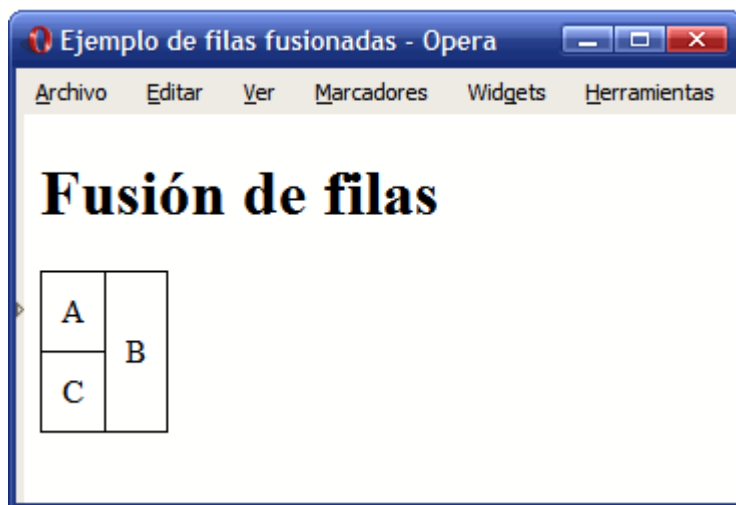 Ejemplo de filas fusionadas - Opera
Archivo Editar Ver Marcadores Widgets Herramientas
Fusión de filas
A
B
C